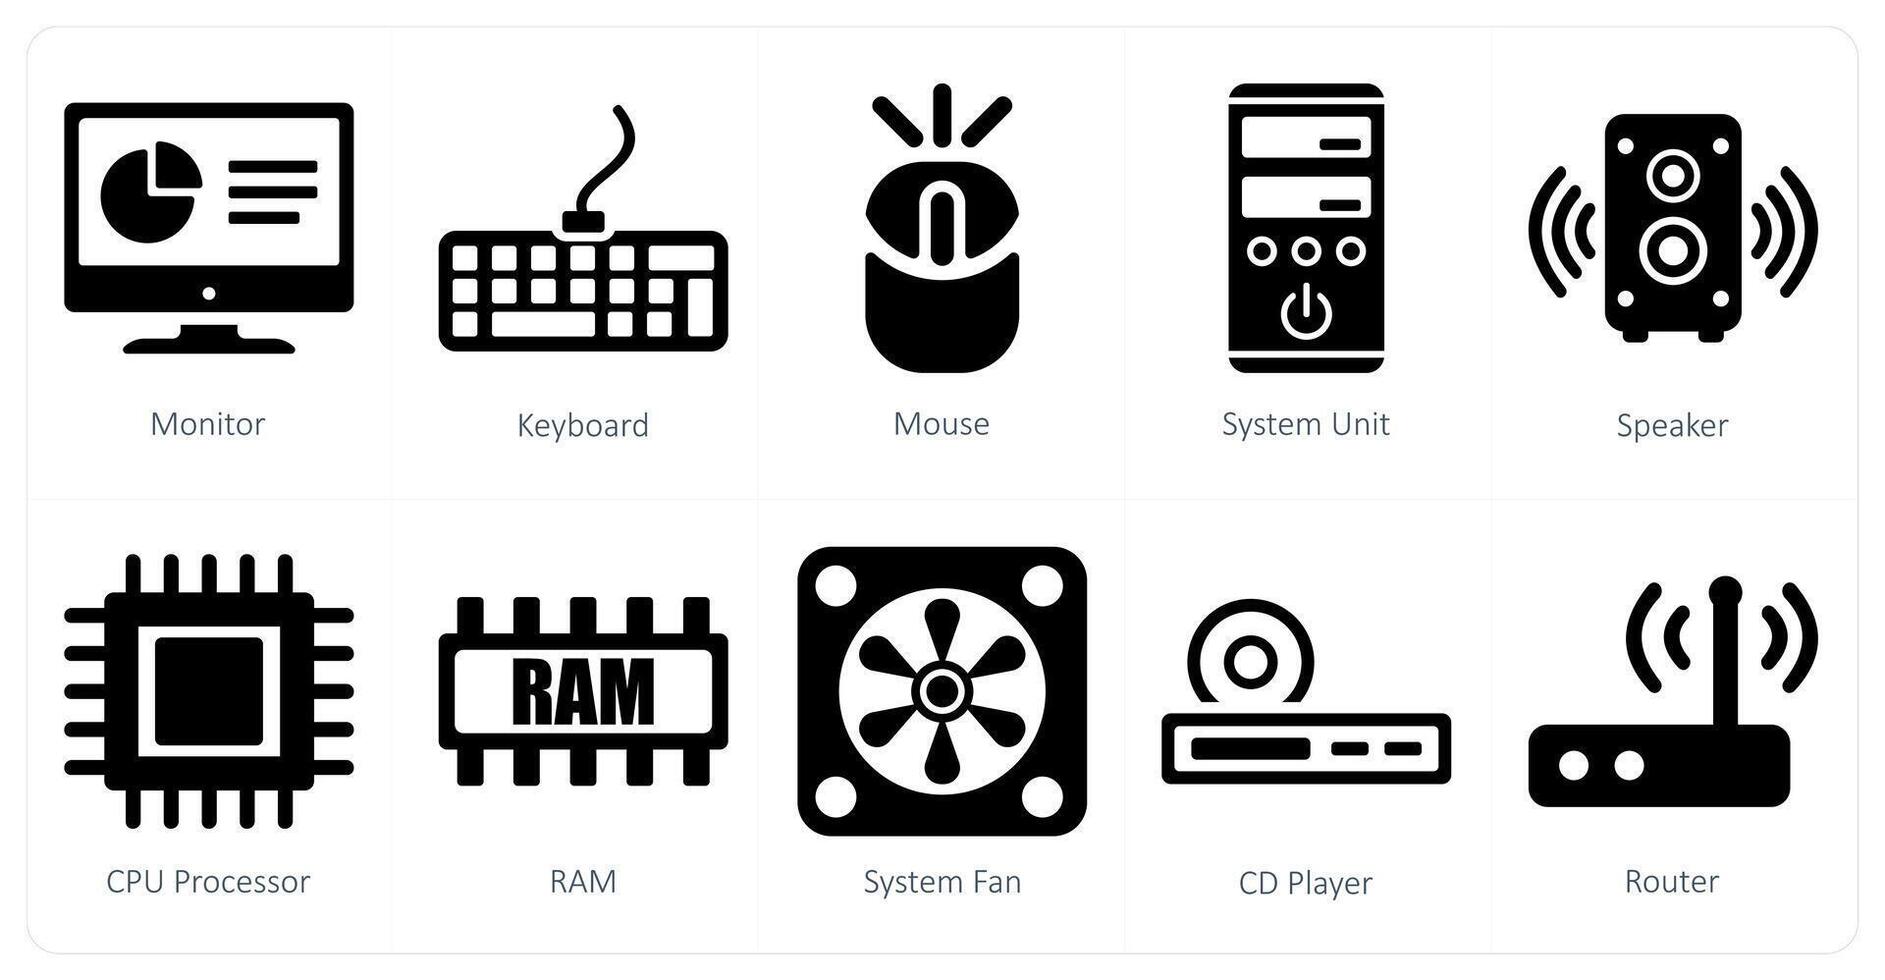 Monitor
Keyboard
Mouse
System Unit
Speaker
RAM
CPU Processor
RAM
System Fan
CD Player
Router